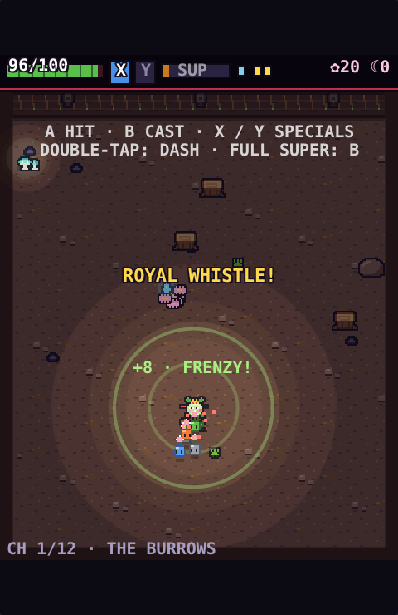 96/100 X Y SUP ✿20 ☾0
A HIT · B CAST · X / Y SPECIALS
DOUBLE-TAP: DASH · FULL SUPER: B
ROYAL WHISTLE!
+8 · FRENZY!
CH 1/12 · THE BURROWS